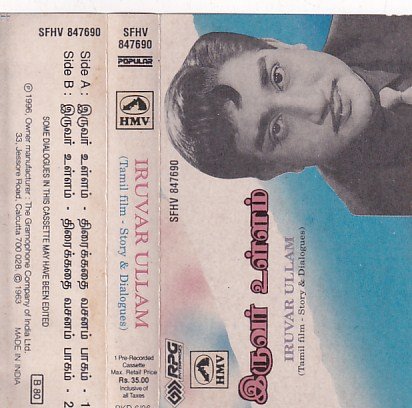 SFHV 847690
Side A : இருவர் உள்ளம் - திரைக்கதை வசனம் பாகம் - 1
Side B : இருவர் உள்ளம் - திரைக்கதை வசனம் பாகம் - 2
SOME DIALOGUES IN THIS CASSETTE MAY HAVE BEEN EDITED
℗ 1996, Owner manufacturer - The Gramophone Company of India Ltd.
33, Jessore Road, Calcutta 700 028. © 1963
MADE IN INDIA
B 80
SFHV
847690
POPULAR
HMV
IRUVAR ULLAM
(Tamil film - Story & Dialogues)
1 Pre-Recorded
Cassette
Max. Retail Price
Rs. 35.00
Inclusive of
all Taxes
SFHV 847690
இருவர் உள்ளம்
IRUVAR ULLAM
(Tamil film - Story & Dialogues)
RPG
HMV